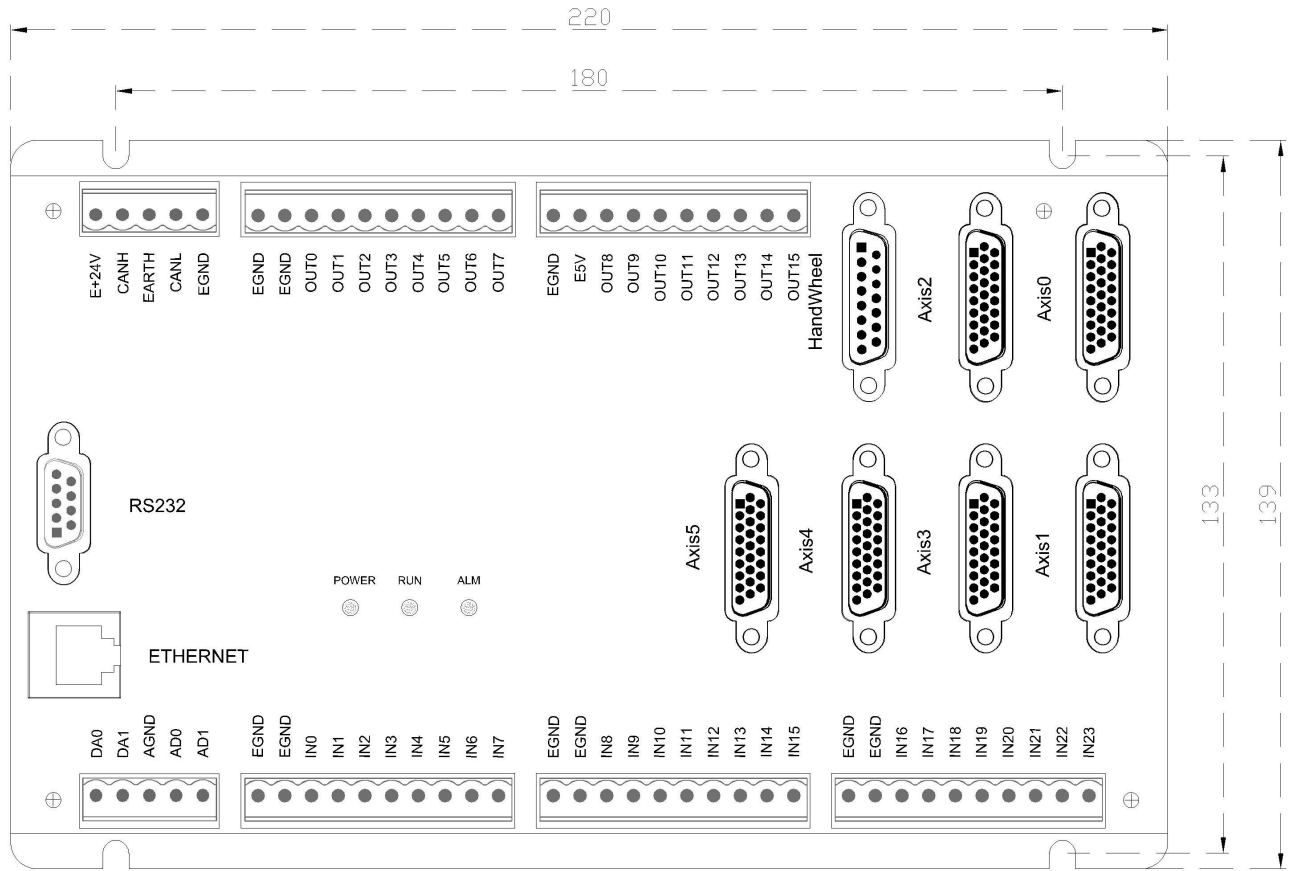 220
180
E+24V
CANH
EARTH
CANL
EGND
EGND
EGND
OUT0
OUT1
OUT2
OUT3
OUT4
OUT5
OUT6
OUT7
EGND
E5V
OUT8
OUT9
OUT10
OUT11
OUT12
OUT13
OUT14
OUT15
HandWheel
Axis2
Axis0
RS232
Axis5
Axis4
Axis3
Axis1
133
139
POWER
RUN
ALM
ETHERNET
DA0
DA1
AGND
AD0
AD1
EGND
EGND
IN0
IN1
IN2
IN3
IN4
IN5
IN6
IN7
EGND
EGND
IN8
IN9
IN10
IN11
IN12
IN13
IN14
IN15
EGND
EGND
IN16
IN17
IN18
IN19
IN20
IN21
IN22
IN23